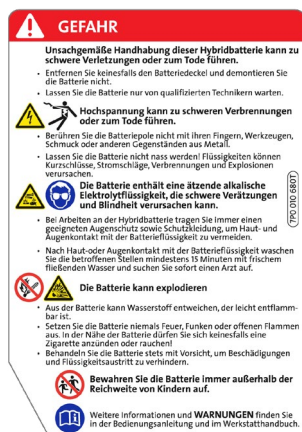 GEFAHR
Unsachgemäße Handhabung dieser Hybridbatterie kann zu
schwere Verletzungen oder zum Tode führen.
• Entfernen Sie keinesfalls den Batteriedeckel und demontieren Sie
die Batterie nicht.
• Lassen Sie die Batterie nur von qualifizierten Technikern warten.
Hochspannung kann zu schweren Verbrennungen
oder zum Tode führen.
• Berühren Sie die Batteriepole nicht mit ihren Fingern, Werkzeugen,
Schmuck oder anderen Gegenständen aus Metall.
• Lassen Sie die Batterie nicht nass werden! Flüssigkeiten können
Kurzschlüsse, Stromschläge, Verbrennungen und Explosionen
verursachen.
Die Batterie enthält eine ätzende alkalische
Elektrolytflüssigkeit, die schwere Verätzungen
und Blindheit verursachen kann.
• Bei Arbeiten an der Hybridbatterie tragen Sie immer einen
geeigneten Augenschutz sowie Schutzkleidung, um Haut- und
Augenkontakt mit der Batterieflüssigkeit zu vermeiden.
• Nach Haut-oder Augenkontakt mit der Batterieflüssigkeit waschen
Sie die betroffenen Stellen mindestens 15 Minuten mit frischem
fließenden Wasser und suchen Sie sofort einen Arzt auf.
Die Batterie kann explodieren
• Aus der Batterie kann Wasserstoff entweichen, der leicht entflamm-
bar ist.
• Setzen Sie die Batterie niemals Feuer, Funken oder offenen Flammen
aus. In der Nähe der Batterie dürfen Sie sich keinesfalls eine
Zigarette anzünden oder rauchen!
• Behandeln Sie die Batterie stets mit Vorsicht, um Beschädigungen
und Flüssigkeitsaustritt zu verhindern.
Bewahren Sie die Batterie immer außerhalb der
Reichweite von Kindern auf.
Weitere Informationen und WARNUNGEN finden Sie
in der Bedienungsanleitung und im Werkstatthandbuch.
7P0 010 680T